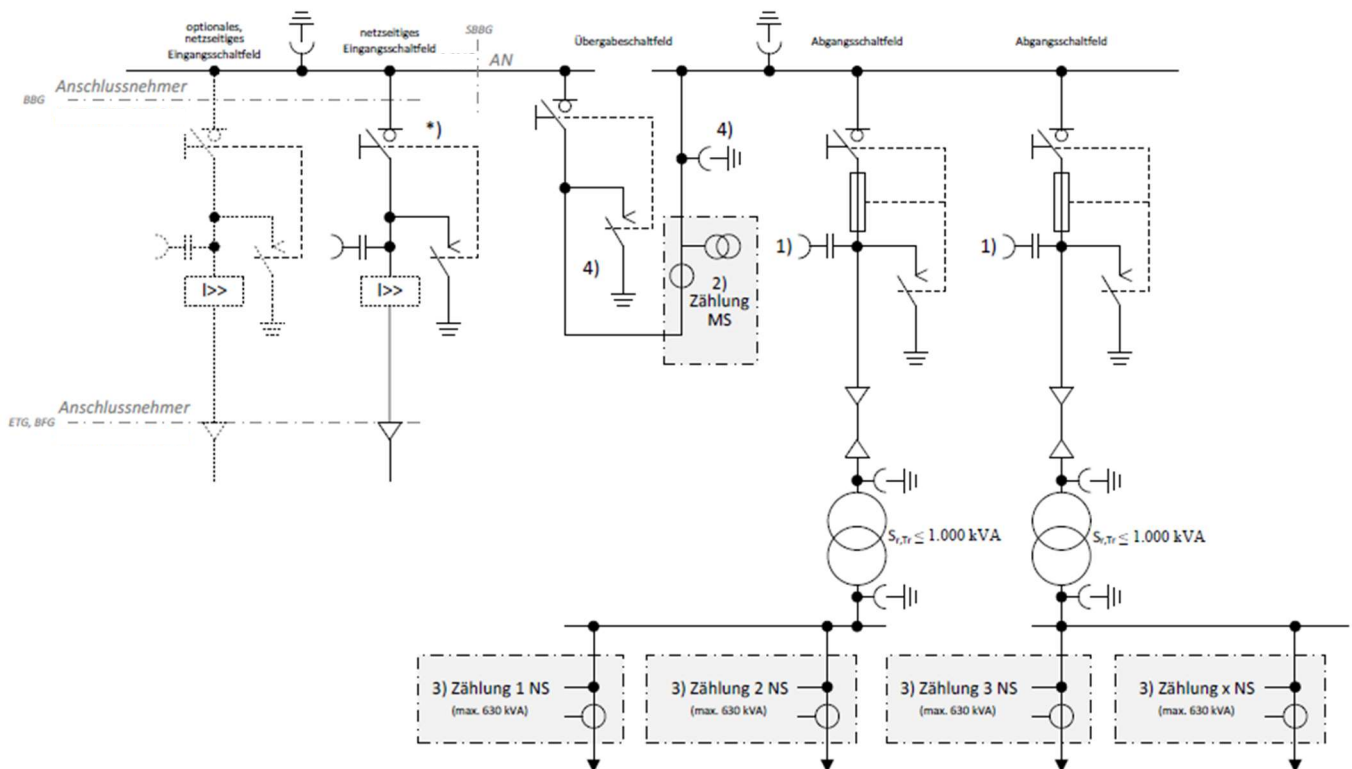 optionales,
netzseitiges
Eingangsschaltfeld
netzseitiges
Eingangsschaltfeld
SBBG
AN
Übergabeschaltfeld
Abgangsschaltfeld
Abgangsschaltfeld
Anschlussnehmer
BBG
*)
4)
4)
I>>
I>>
2)
Zählung
MS
1)
1)
Anschlussnehmer
ETG, BFG
Sr,Tr ≤ 1.000 kVA
Sr,Tr ≤ 1.000 kVA
3) Zählung 1 NS
(max. 630 kVA)
3) Zählung 2 NS
(max. 630 kVA)
3) Zählung 3 NS
(max. 630 kVA)
3) Zählung x NS
(max. 630 kVA)